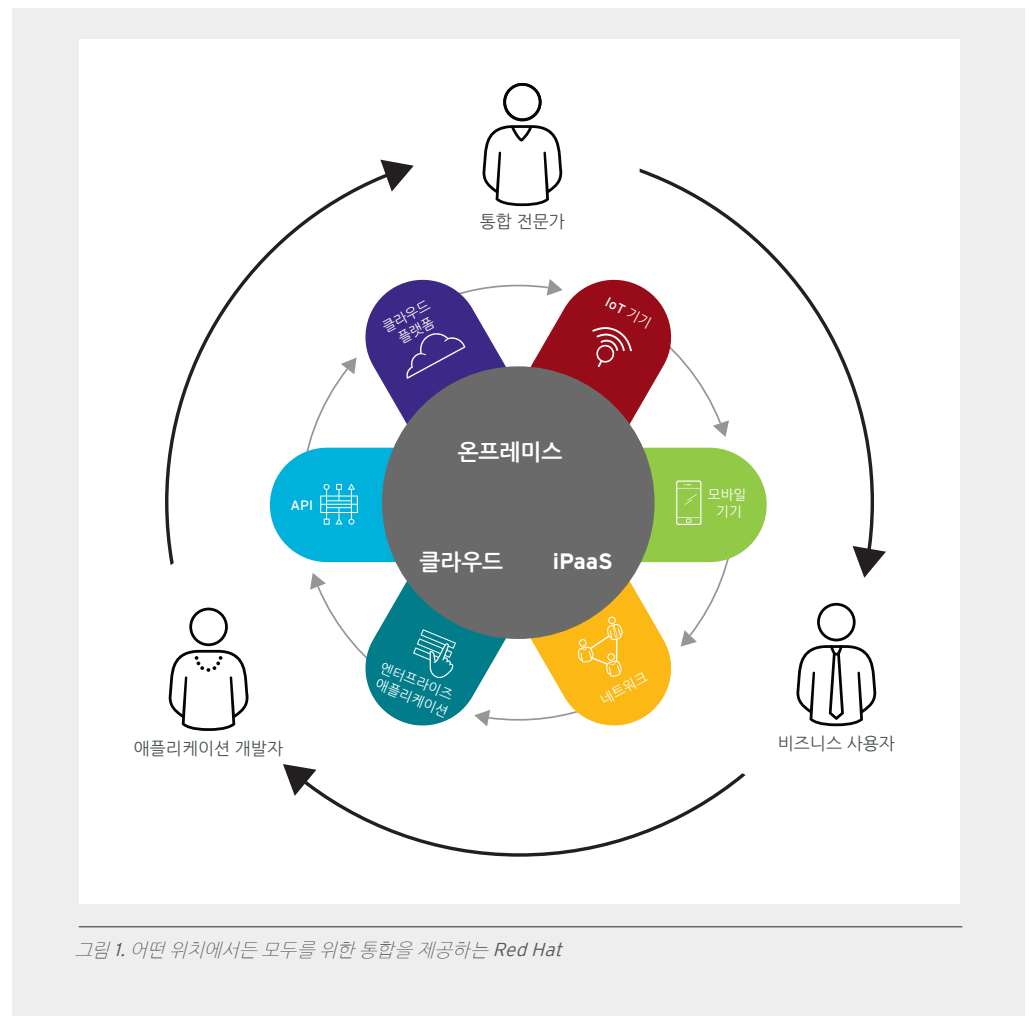 통합 전문가
클라우드
플랫폼
IoT 기기
온프레미스
API
모바일
기기
클라우드
iPaaS
엔터프라이즈
애플리케이션
네트워크
애플리케이션 개발자
비즈니스 사용자
그림 1. 어떤 위치에서든 모두를 위한 통합을 제공하는 Red Hat